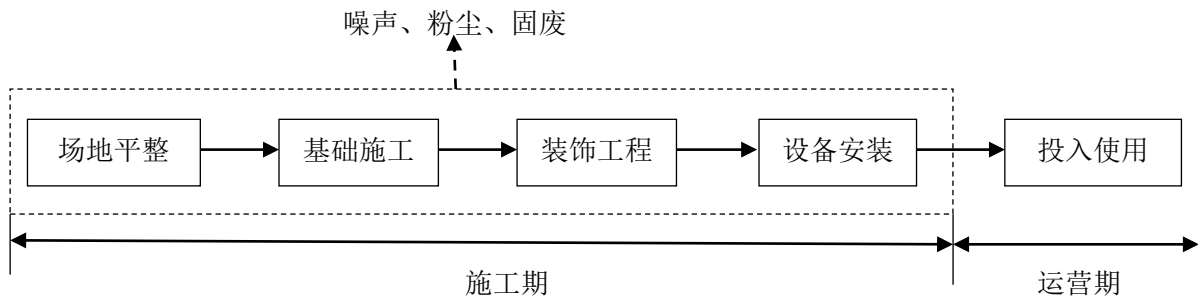 噪声、粉尘、固废
场地平整
基础施工
装饰工程
设备安装
投入使用
施工期
运营期